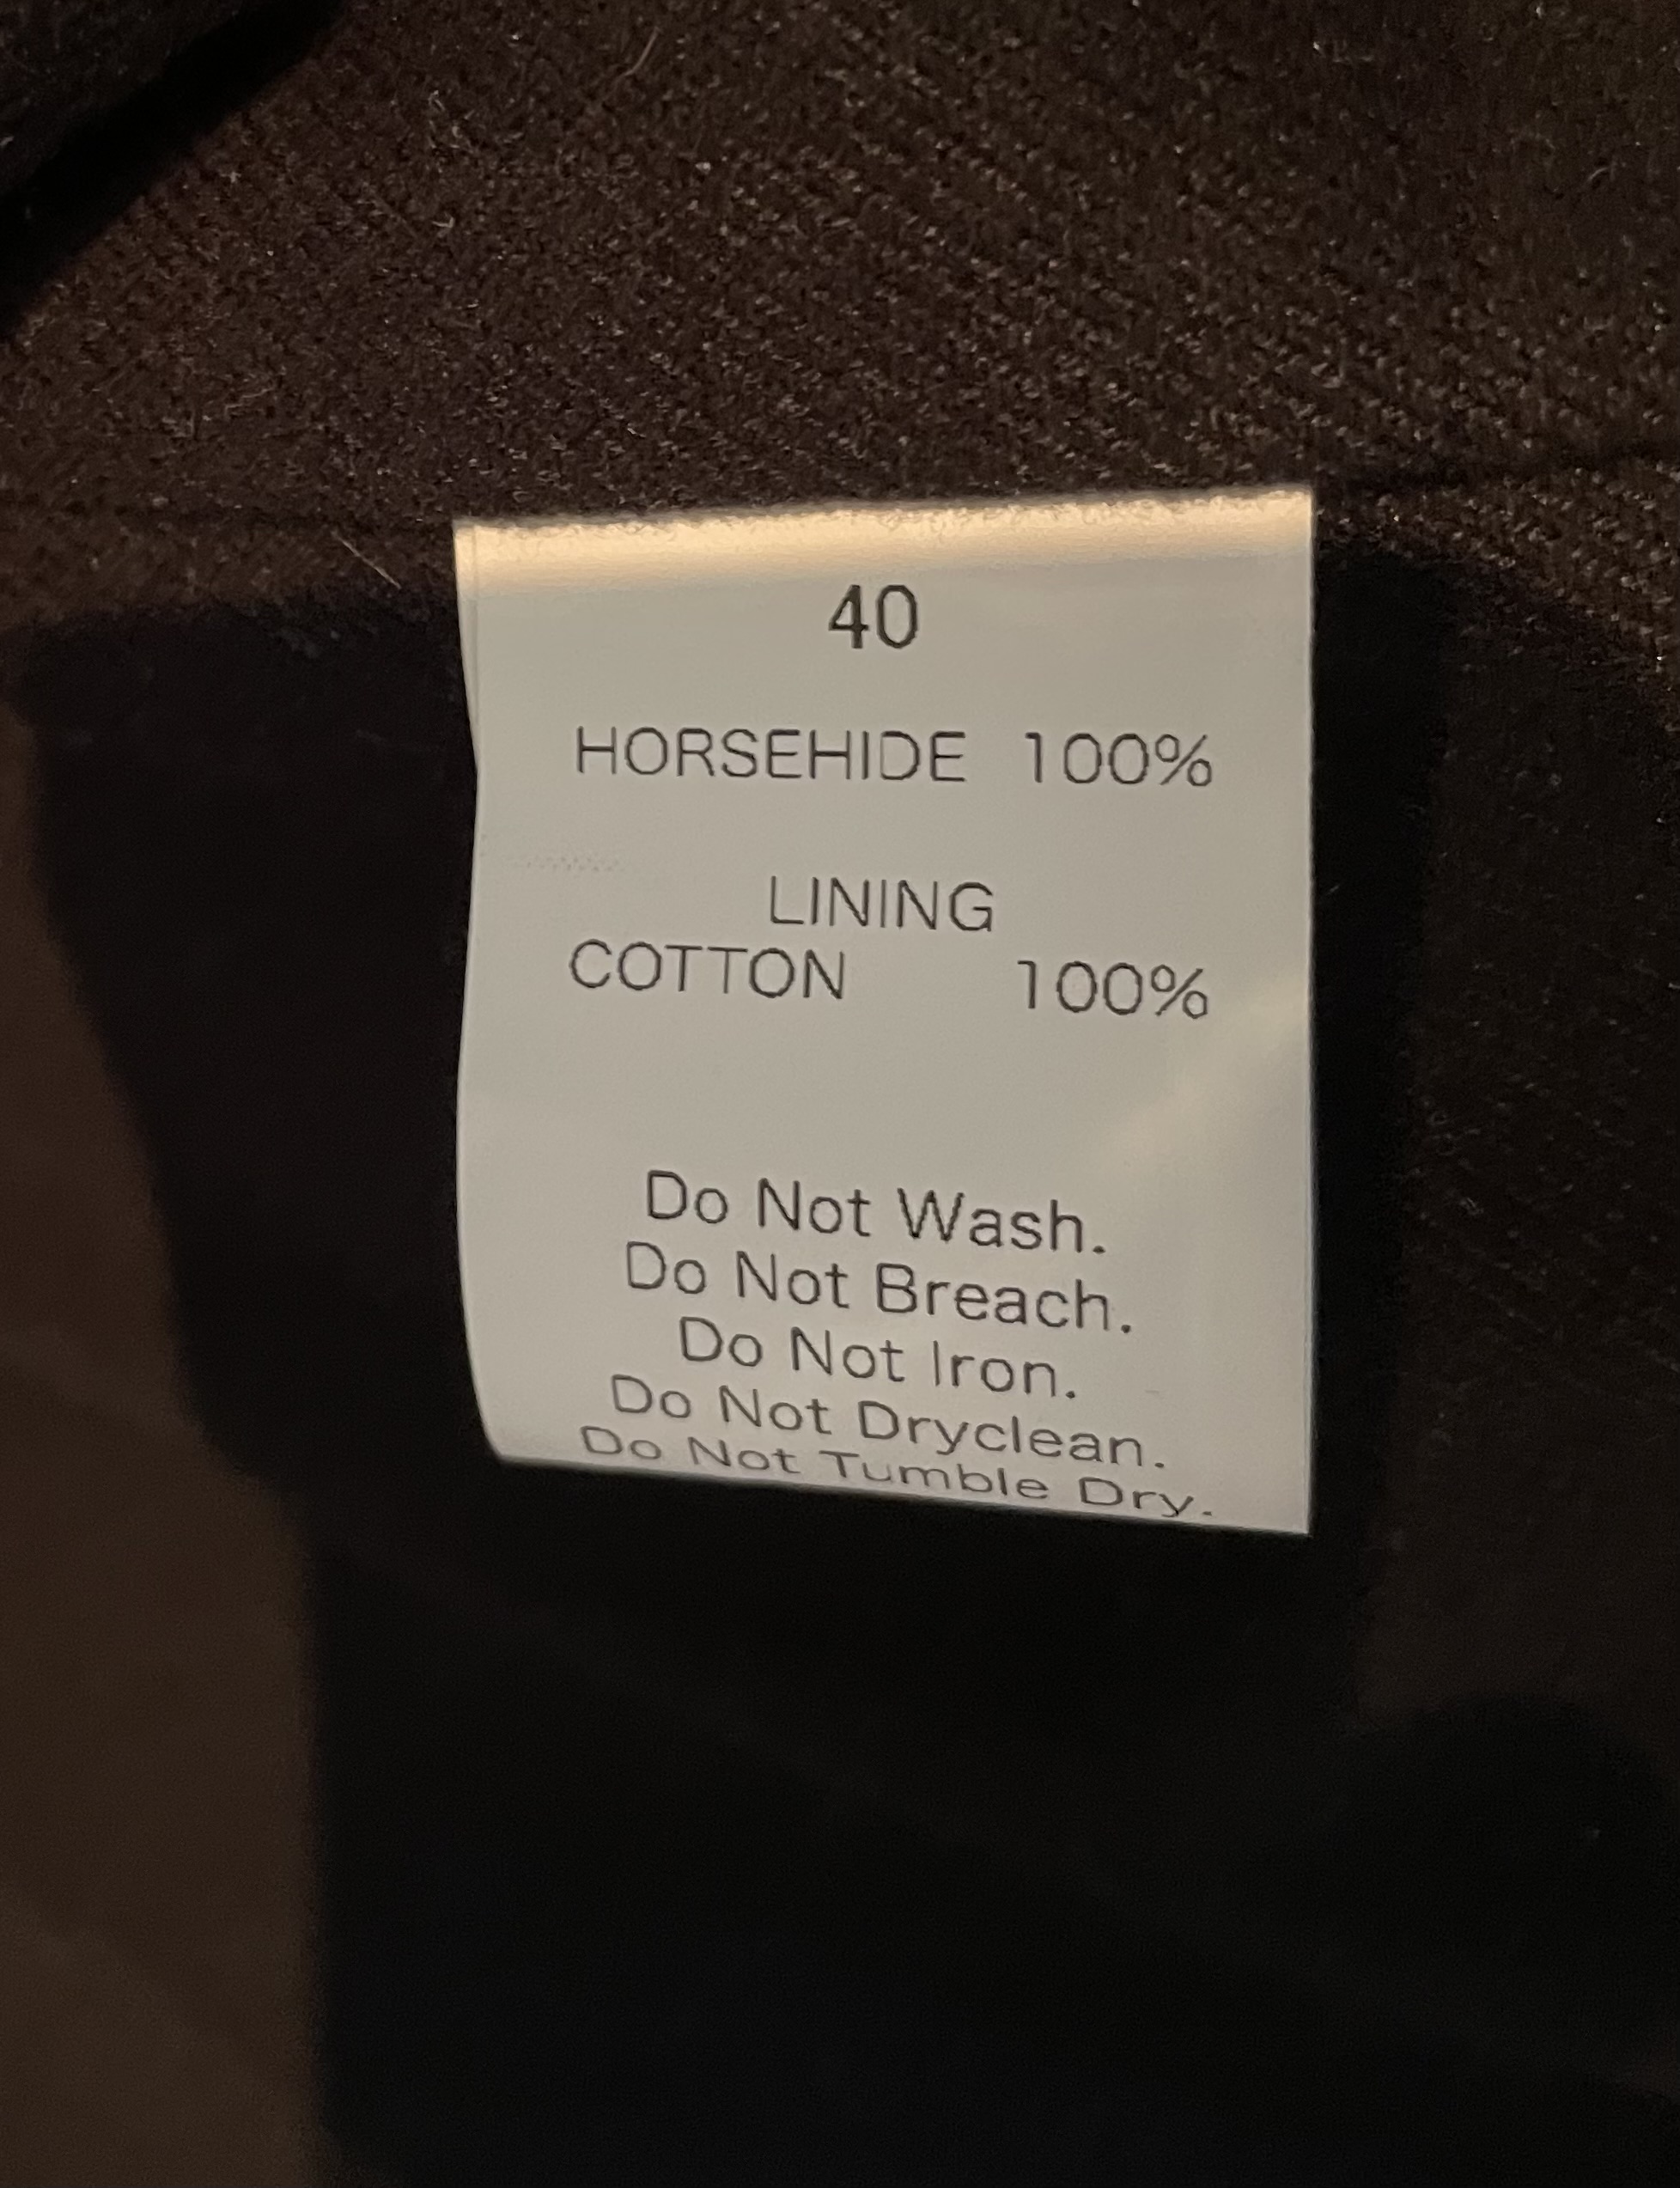 40
HORSEHIDE 100%
LINING
COTTON 100%
Do Not Wash.
Do Not Breach.
Do Not Iron.
Do Not Dryclean.
Do Not Tumble Dry.